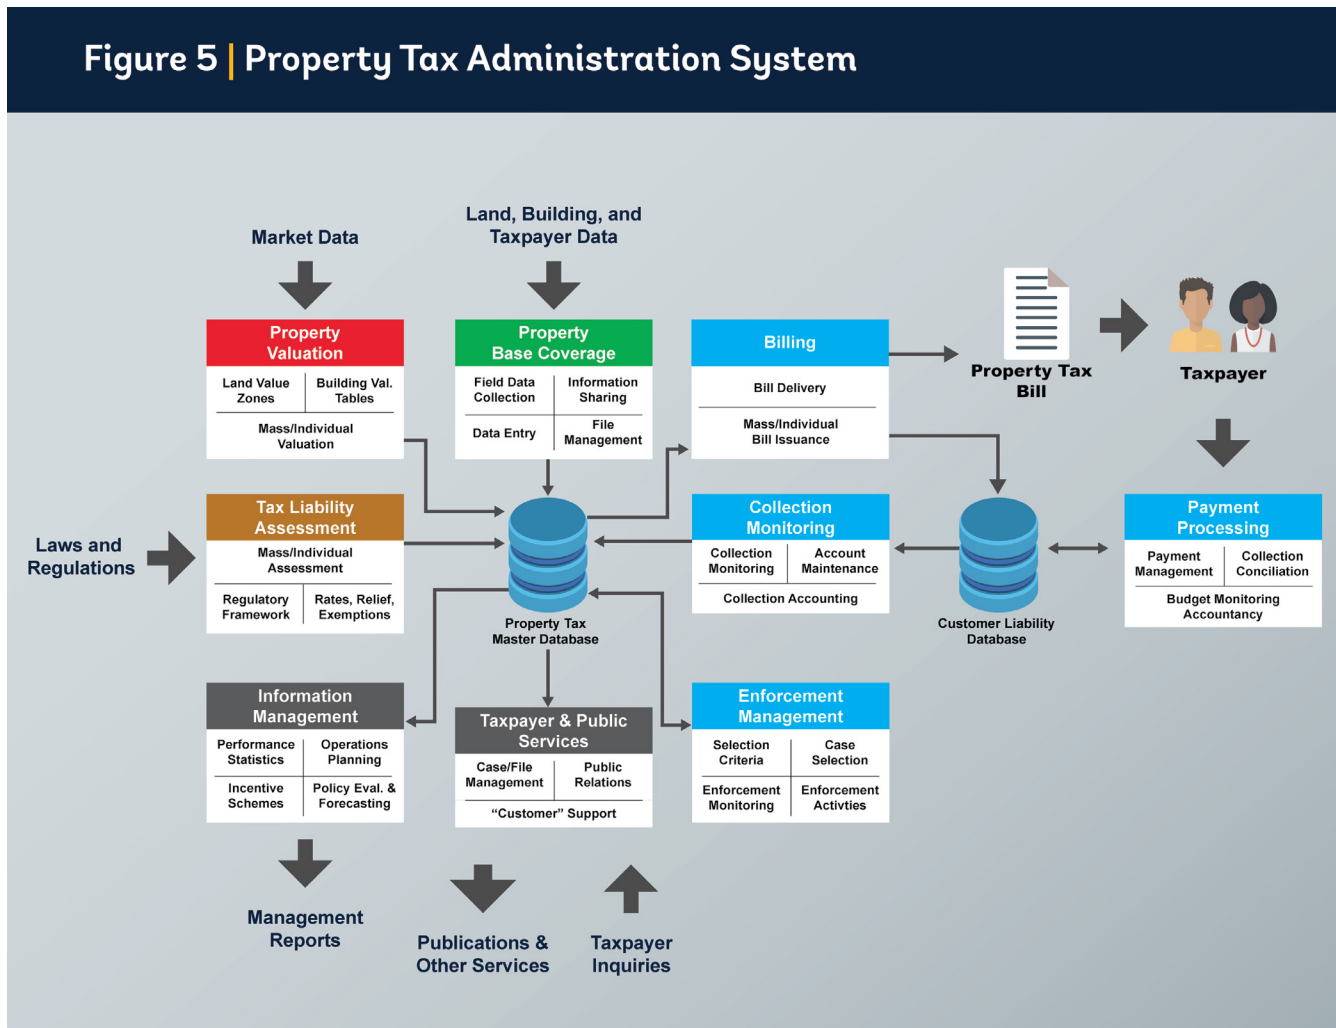 Figure 5 | Property Tax Administration System
Market Data
Land, Building, and
Taxpayer Data
Property
Valuation
Land Value
Zones
Building Val.
Tables
Mass/Individual
Valuation
Property
Base Coverage
Field Data
Collection
Information
Sharing
Data Entry
File
Management
Billing
Bill Delivery
Mass/Individual
Bill Issuance
Property Tax
Bill
Taxpayer
Laws and
Regulations
Tax Liability
Assessment
Mass/Individual
Assessment
Regulatory
Framework
Rates, Relief,
Exemptions
Property Tax
Master Database
Collection
Monitoring
Collection
Monitoring
Account
Maintenance
Collection Accounting
Customer Liability
Database
Payment
Processing
Payment
Management
Collection
Conciliation
Budget Monitoring
Accountancy
Information
Management
Performance
Statistics
Operations
Planning
Incentive
Schemes
Policy Eval. &
Forecasting
Taxpayer & Public
Services
Case/File
Management
Public
Relations
“Customer” Support
Enforcement
Management
Selection
Criteria
Case
Selection
Enforcement
Monitoring
Enforcement
Activties
Management
Reports
Publications &
Other Services
Taxpayer
Inquiries